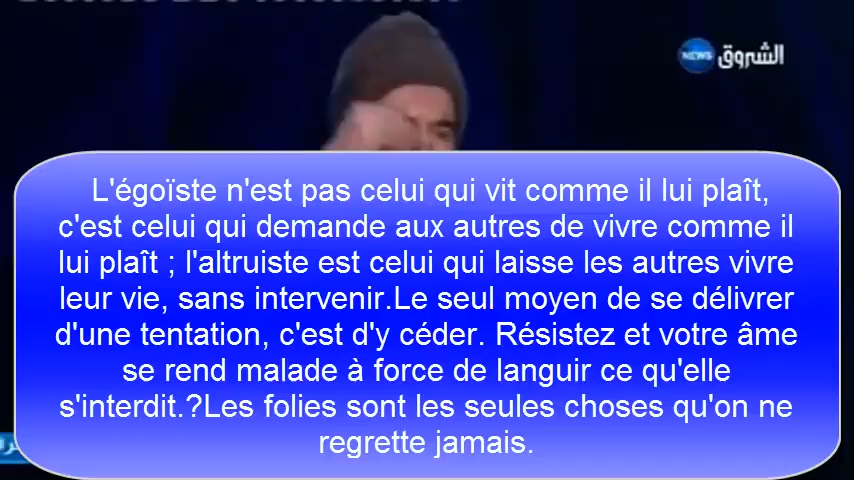 NEWS الشروق
L'égoïste n'est pas celui qui vit comme il lui plaît,
c'est celui qui demande aux autres de vivre comme il
lui plaît ; l'altruiste est celui qui laisse les autres vivre
leur vie, sans intervenir.Le seul moyen de se délivrer
d'une tentation, c'est d'y céder. Résistez et votre âme
se rend malade à force de languir ce qu'elle
s'interdit.?Les folies sont les seules choses qu'on ne
regrette jamais.